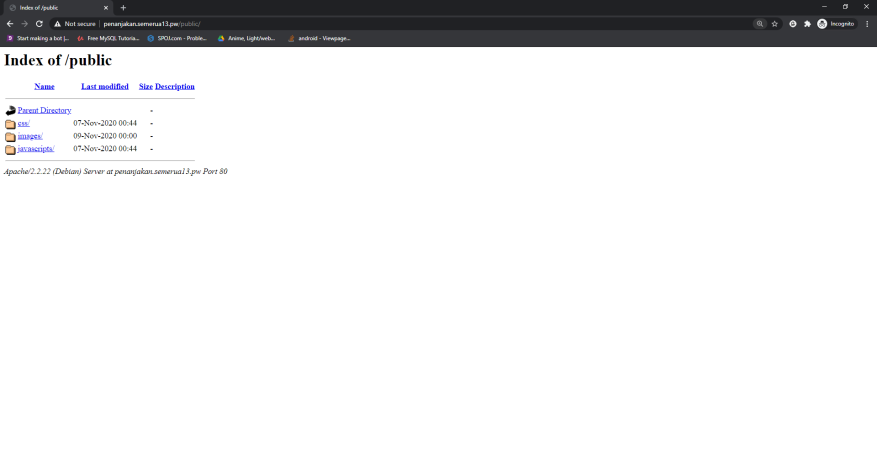 Index of /public
Not secure | penanjakan.semerua13.pw/public/ Incognito
Start making a bot |... Free MySQL Tutoria... SPOJ.com - Proble... Anime, Light/web... android - Viewpage...
Index of /public
Name Last modified Size Description
Parent Directory -
css/ 07-Nov-2020 00:44 -
images/ 09-Nov-2020 00:00 -
javascripts/ 07-Nov-2020 00:44 -
Apache/2.2.22 (Debian) Server at penanjakan.semerua13.pw Port 80